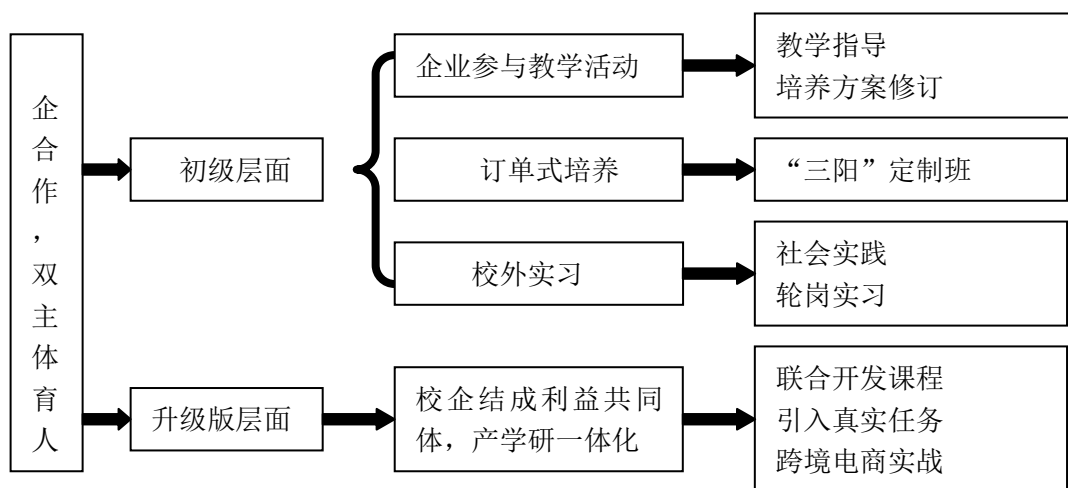 企合作，双主体育人
初级层面
企业参与教学活动
教学指导
培养方案修订
订单式培养
“三阳”定制班
校外实习
社会实践
轮岗实习
升级版层面
校企结成利益共同
体，产学研一体化
联合开发课程
引入真实任务
跨境电商实战